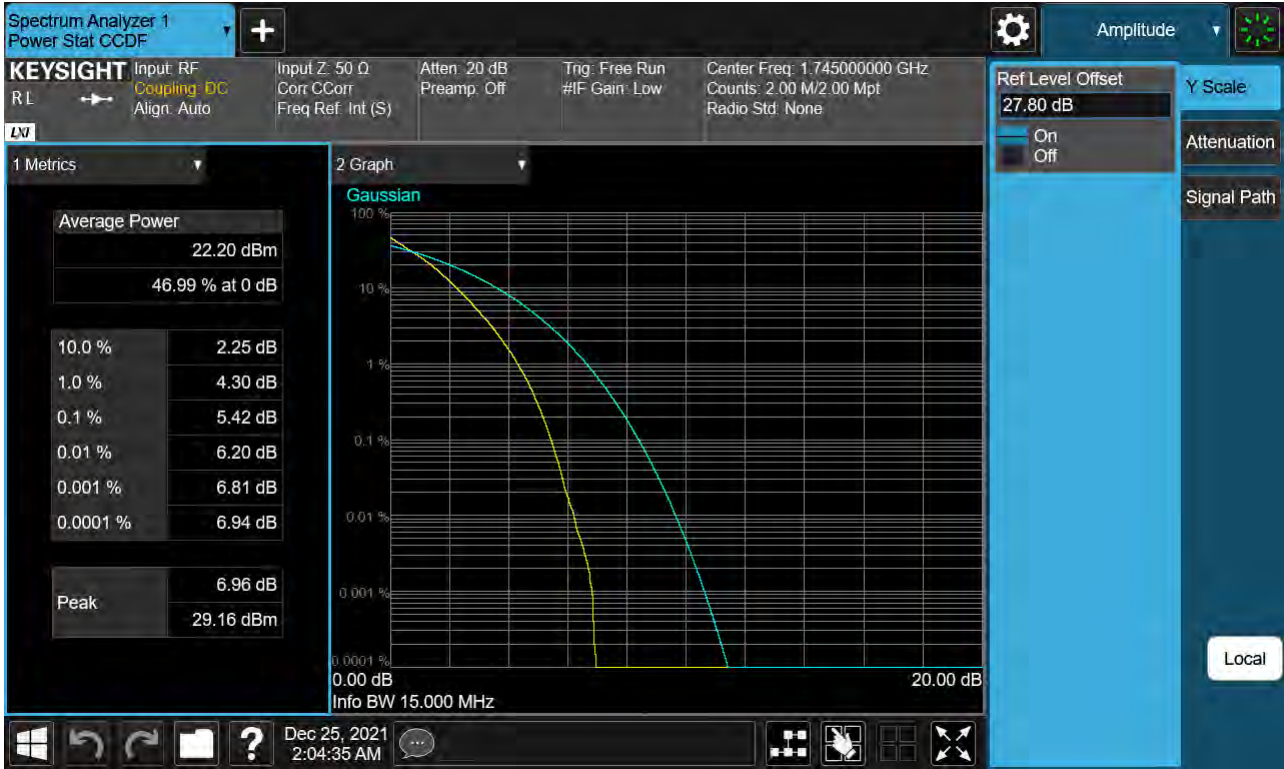 Spectrum Analyzer 1
Power Stat CCDF
Amplitude
KEYSIGHT
RL
LXI
Input: RF
Coupling: DC
Align: Auto
Input Z: 50 Ω
Corr CCorr
Freq Ref: Int (S)
Atten: 20 dB
Preamp: Off
Trig: Free Run
#IF Gain: Low
Center Freq: 1.745000000 GHz
Counts: 2.00 M/2.00 Mpt
Radio Std: None
Ref Level Offset
27.80 dB
On
Off
Y Scale
Attenuation
Signal Path
Local
1 Metrics
Average Power
22.20 dBm
46.99 % at 0 dB
10.0 % 2.25 dB
1.0 % 4.30 dB
0.1 % 5.42 dB
0.01 % 6.20 dB
0.001 % 6.81 dB
0.0001 % 6.94 dB
Peak 6.96 dB
29.16 dBm
2 Graph
Gaussian
100 %
10 %
1 %
0.1 %
0.01 %
0.001 %
0.0001 %
0.00 dB 20.00 dB
Info BW 15.000 MHz
?
Dec 25, 2021
2:04:35 AM